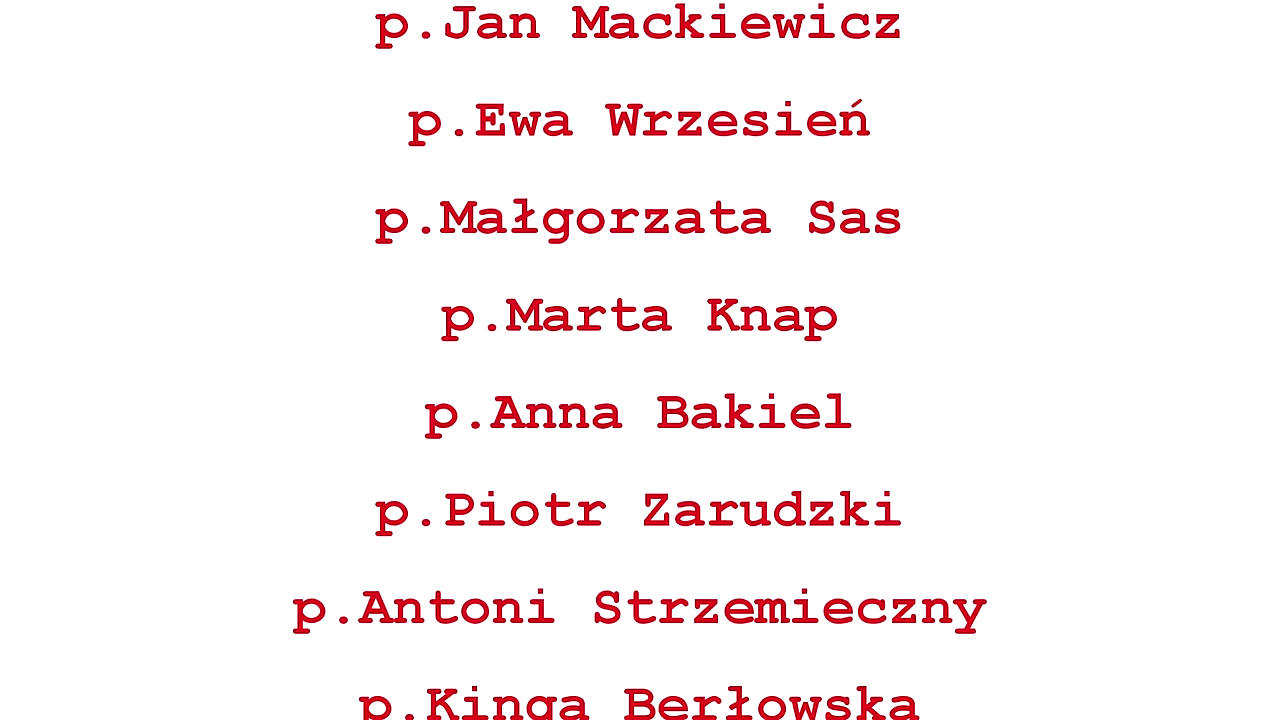 p.Jan Mackiewicz
p.Ewa Wrzesień
p.Małgorzata Sas
p.Marta Knap
p.Anna Bakiel
p.Piotr Zarudzki
p.Antoni Strzemieczny
p.Kinga Berłowska